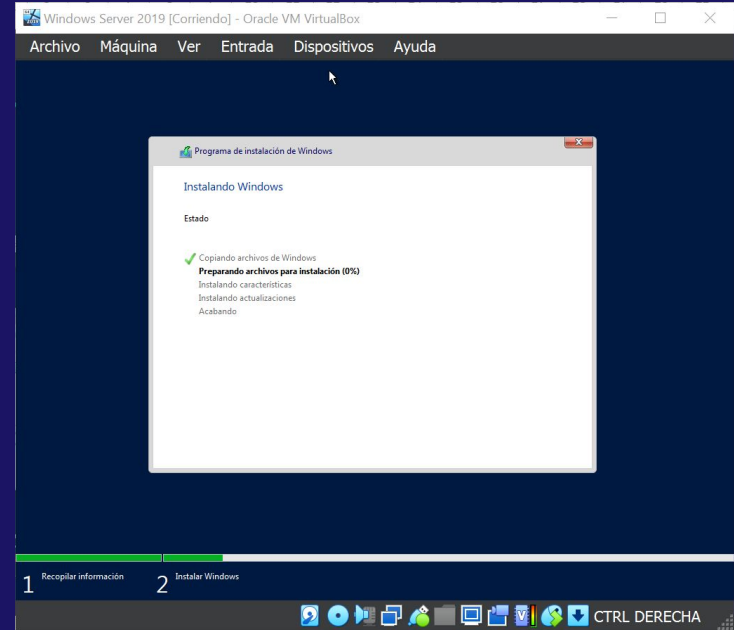 Windows Server 2019 [Corriendo] - Oracle VM VirtualBox
Archivo Máquina Ver Entrada Dispositivos Ayuda
Programa de instalación de Windows
Instalando Windows
Estado
Copiando archivos de Windows
Preparando archivos para instalación (0%)
Instalando características
Instalando actualizaciones
Acabando
1 Recopilar información 2 Instalar Windows
CTRL DERECHA